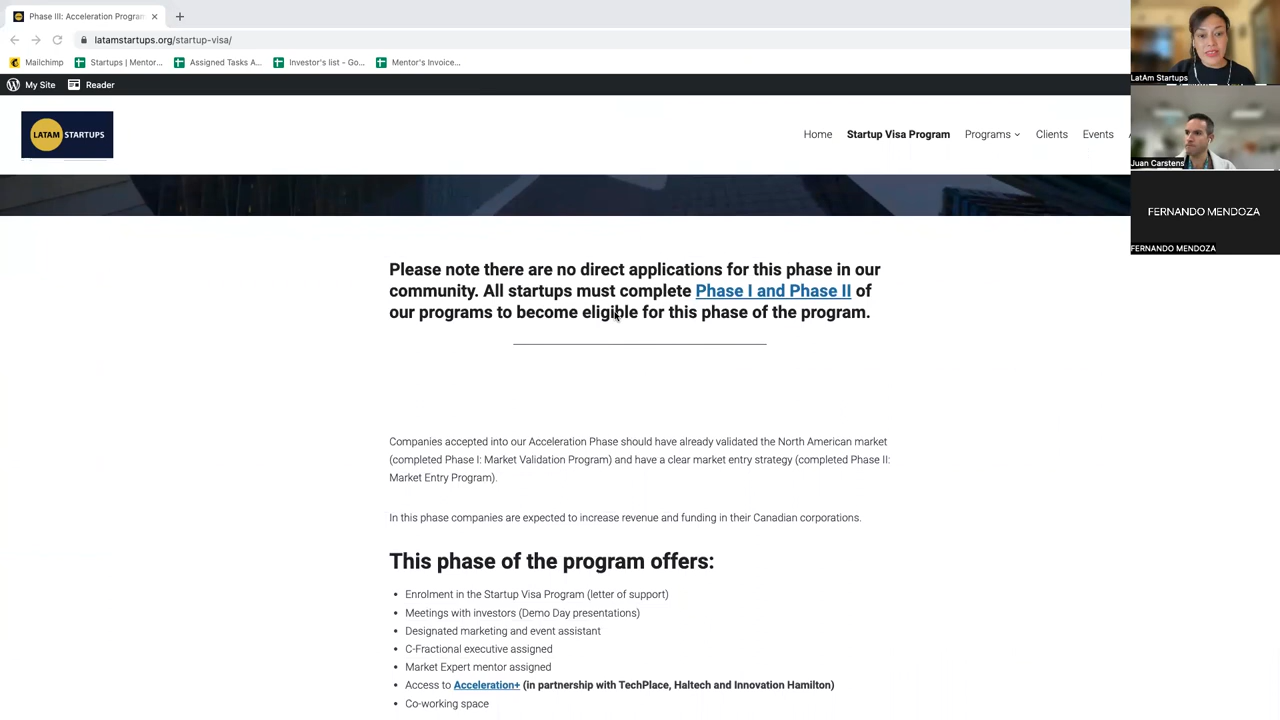 Phase III: Acceleration Program
latamstartups.org/startup-visa/
Mailchimp
Startups | Mentor...
Assigned Tasks A...
Investor's list - Go...
Mentor's Invoice...
My Site
Reader
LATAM STARTUPS
Home
Startup Visa Program
Programs
Clients
Events
LatAm Startups
Juan Carstens
FERNANDO MENDOZA
FERNANDO MENDOZA
Please note there are no direct applications for this phase in our
community. All startups must complete Phase I and Phase II of
our programs to become eligible for this phase of the program.
Companies accepted into our Acceleration Phase should have already validated the North American market
(completed Phase I: Market Validation Program) and have a clear market entry strategy (completed Phase II:
Market Entry Program).
In this phase companies are expected to increase revenue and funding in their Canadian corporations.
This phase of the program offers:
• Enrolment in the Startup Visa Program (letter of support)
• Meetings with investors (Demo Day presentations)
• Designated marketing and event assistant
• C-Fractional executive assigned
• Market Expert mentor assigned
• Access to Acceleration+ (in partnership with TechPlace, Haltech and Innovation Hamilton)
• Co-working space